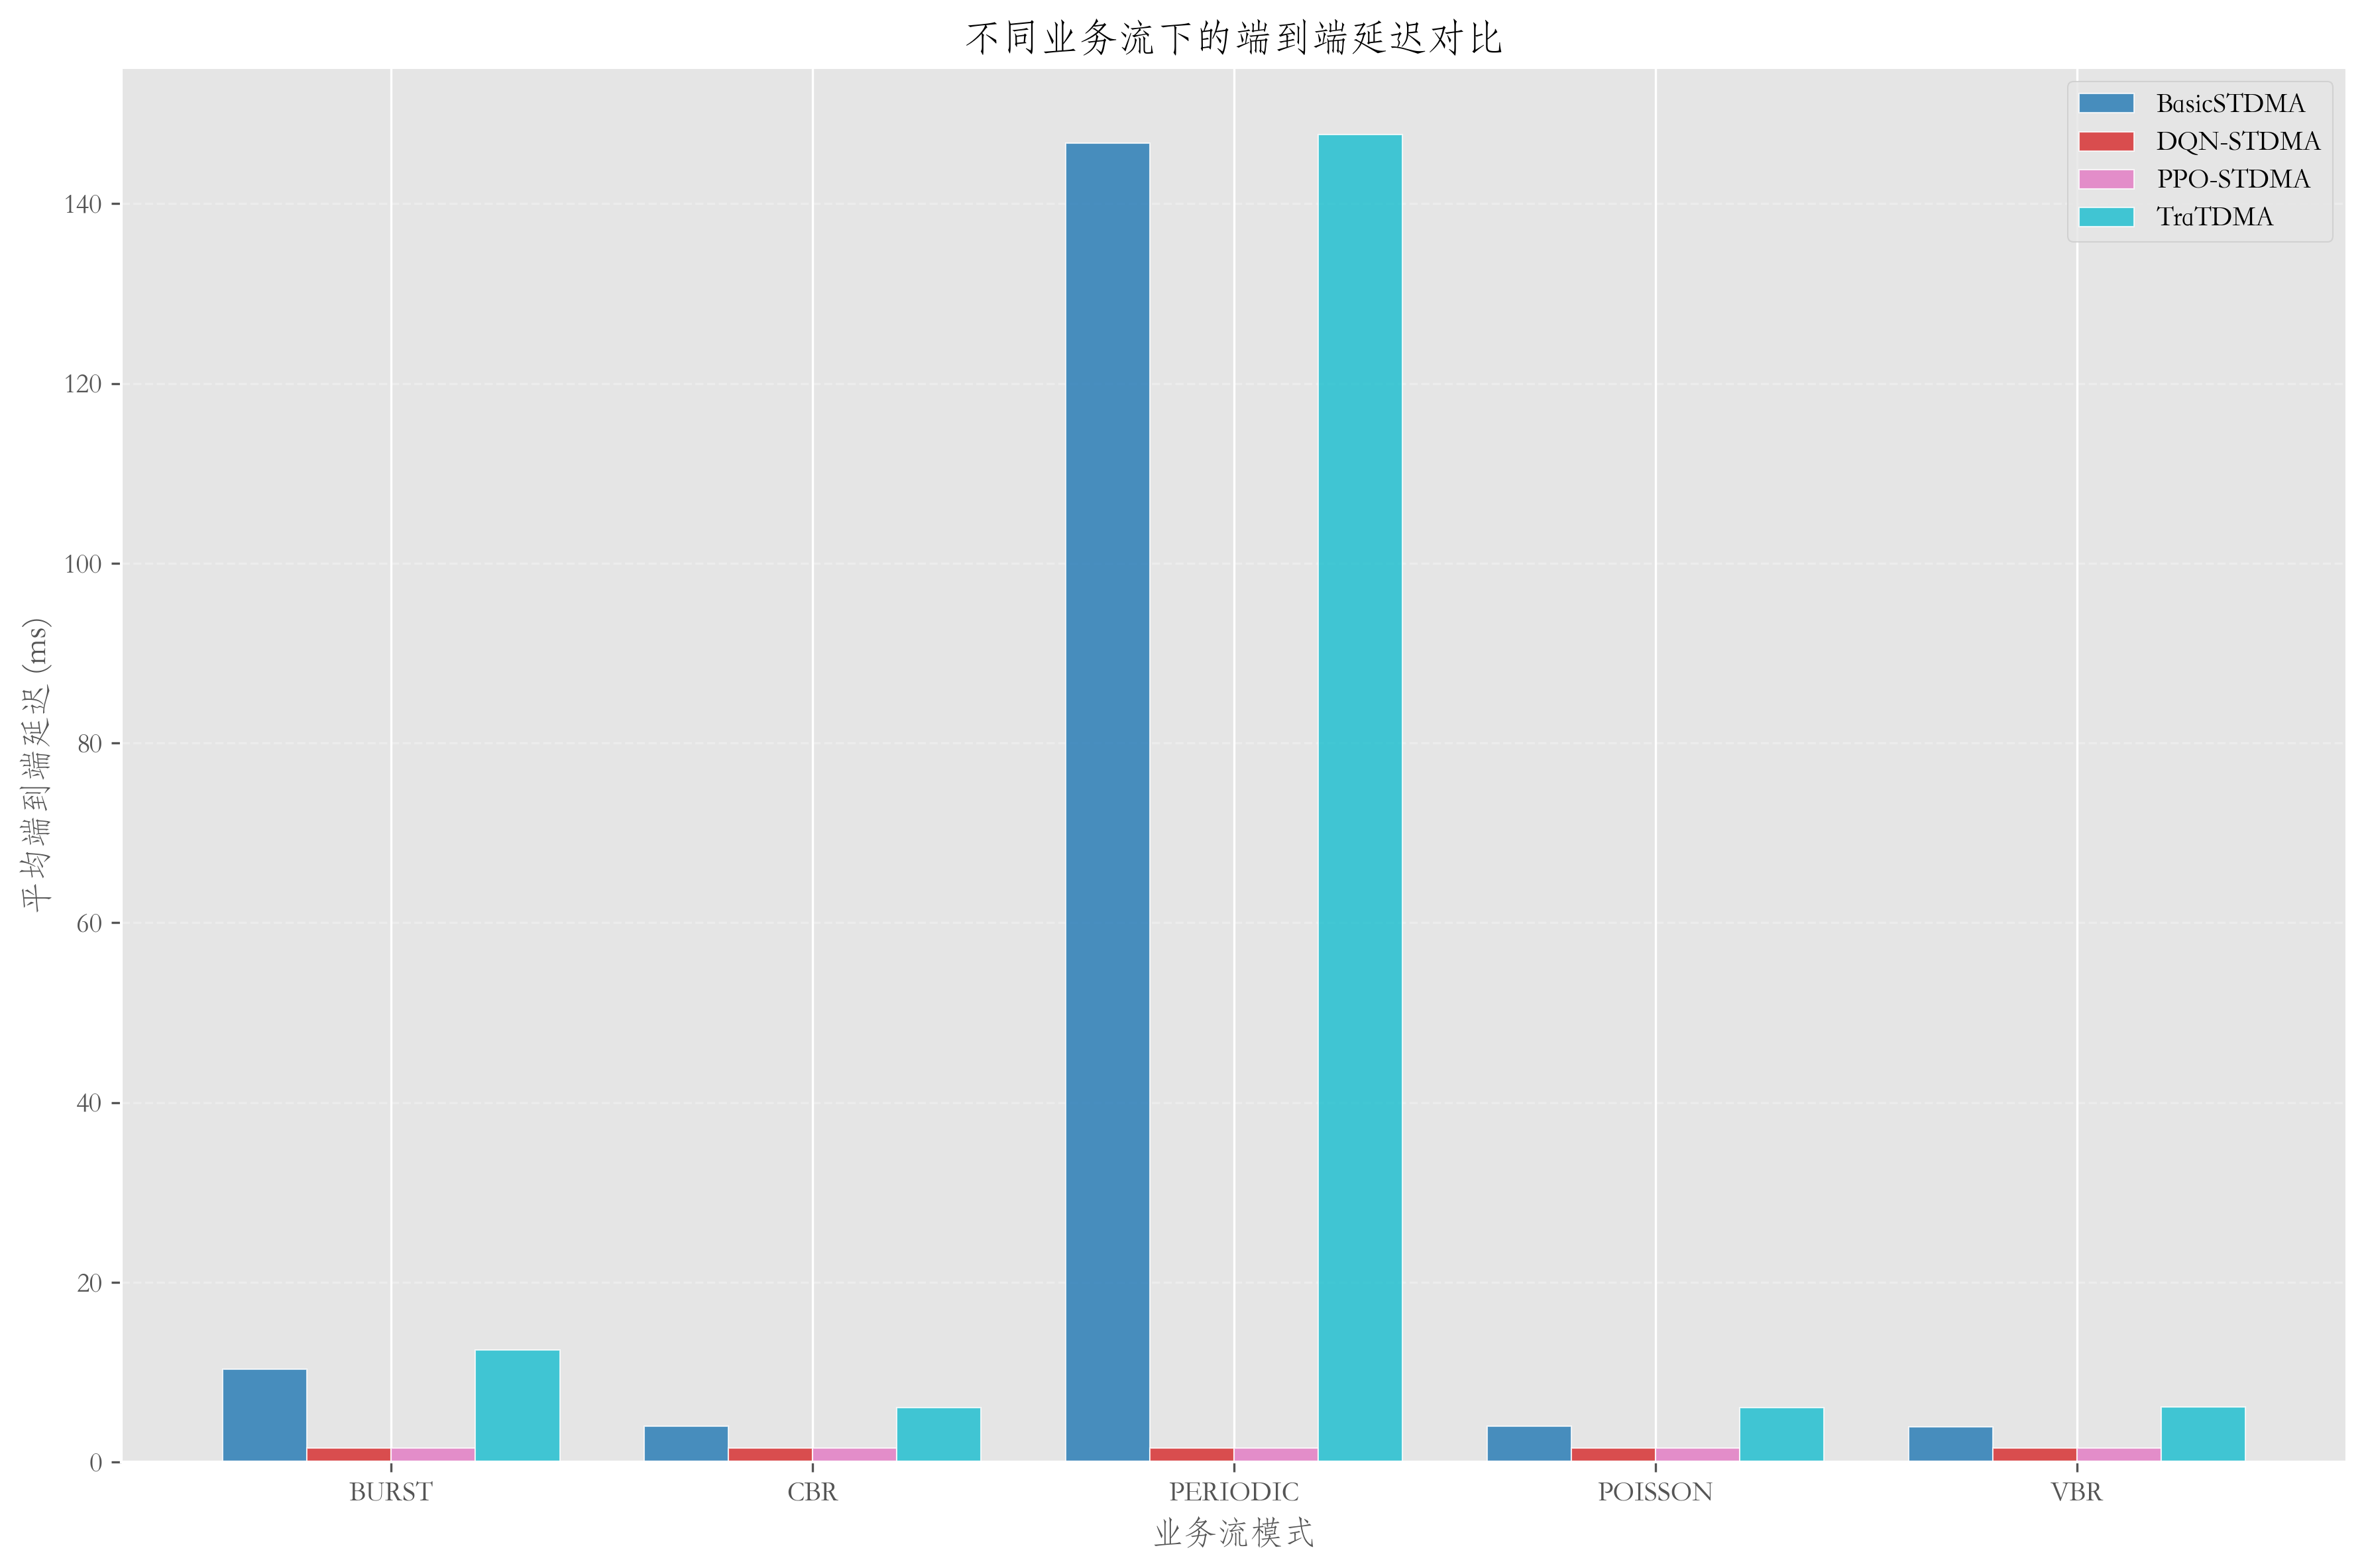 不同业务流下的端到端延迟对比
BasicSTDMA
DQN-STDMA
PPO-STDMA
TraTDMA
平均端到端延迟 (ms)
140
120
100
80
60
40
20
0
BURST
CBR
PERIODIC
POISSON
VBR
业务流模式